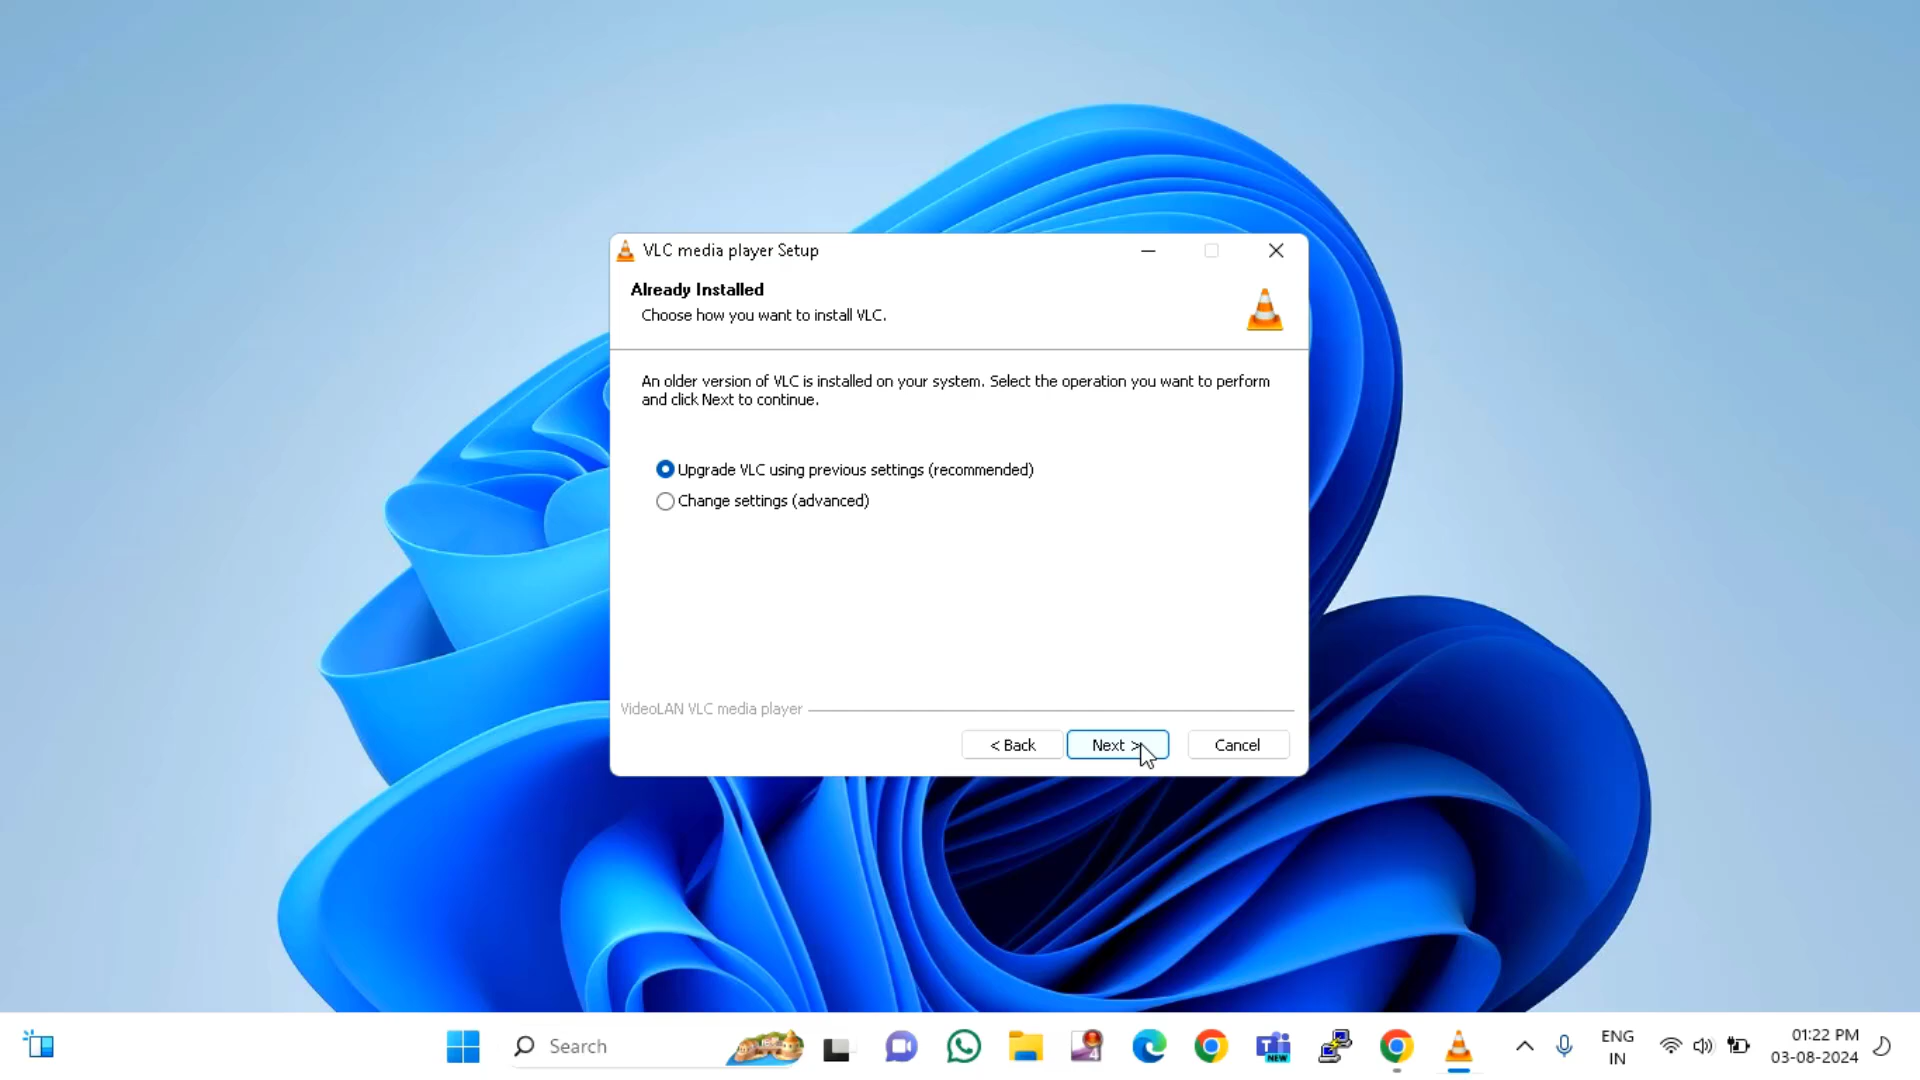 VLC media player Setup
Already Installed
Choose how you want to install VLC.
An older version of VLC is installed on your system. Select the operation you want to perform
and click Next to continue.
Upgrade VLC using previous settings (recommended)
Change settings (advanced)
VideoLAN VLC media player
< Back
Next >
Cancel
Search
4
NEW
ENG
IN
01:22 PM
03-08-2024